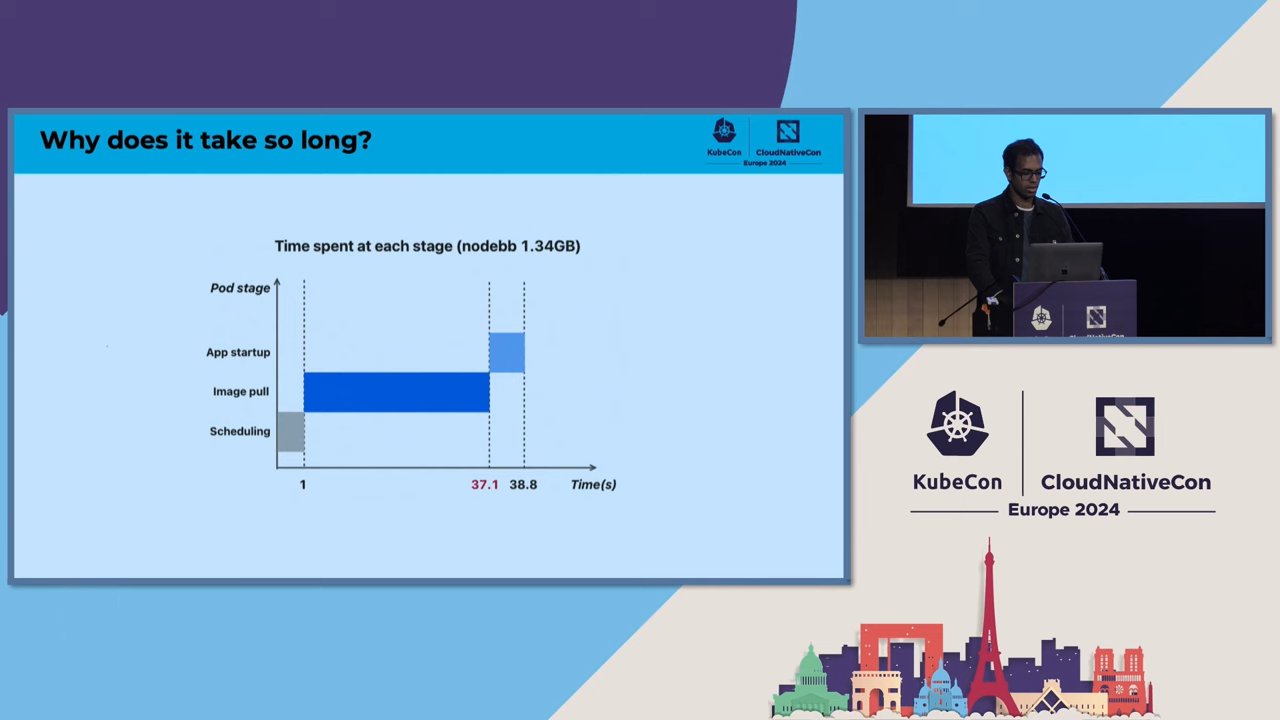 Why does it take so long?
KubeCon
CloudNativeCon
Europe 2024
Time spent at each stage (nodebb 1.34GB)
Pod stage
App startup
Image pull
Scheduling
1
37.1
38.8
Time(s)
KubeCon
CloudNativeCon
Europe 2024